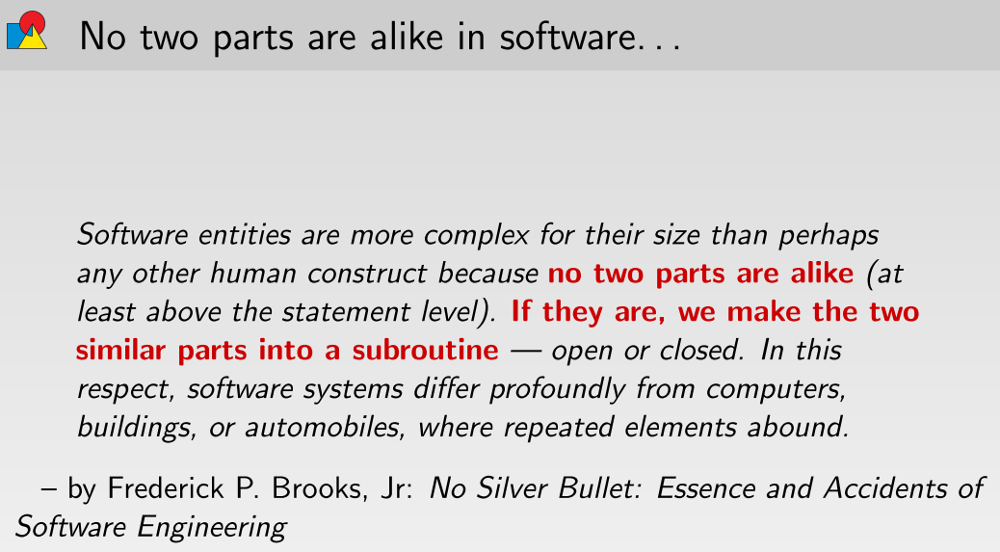 No two parts are alike in software. . .
Software entities are more complex for their size than perhaps
any other human construct because no two parts are alike (at
least above the statement level). If they are, we make the two
similar parts into a subroutine — open or closed. In this
respect, software systems differ profoundly from computers,
buildings, or automobiles, where repeated elements abound.
– by Frederick P. Brooks, Jr: No Silver Bullet: Essence and Accidents of
Software Engineering